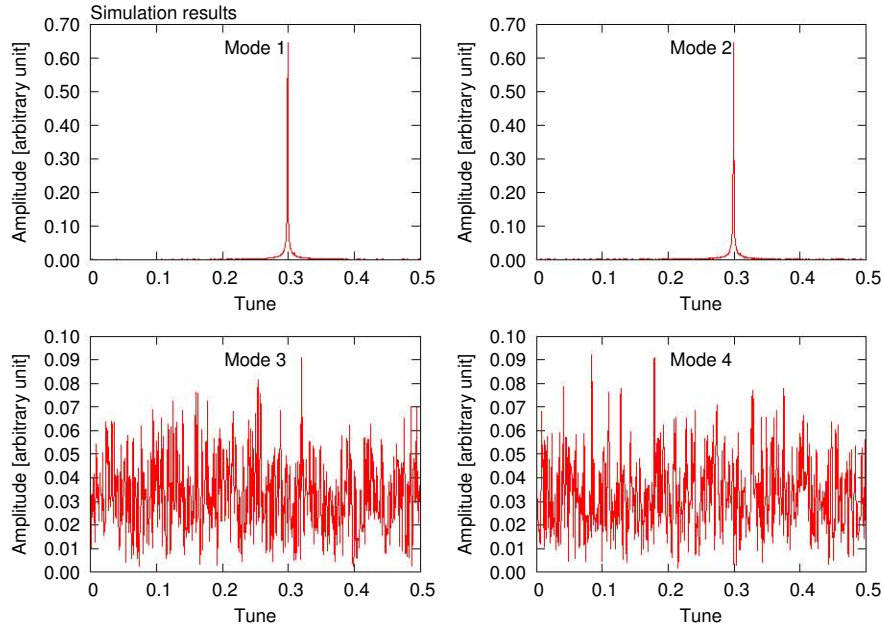 Simulation results
0.70
0.60
0.50
0.40
0.30
0.20
0.10
0.00
Amplitude [arbitrary unit]
Mode 1
0 0.1 0.2 0.3 0.4 0.5
Tune
0.70
0.60
0.50
0.40
0.30
0.20
0.10
0.00
Amplitude [arbitrary unit]
Mode 2
0 0.1 0.2 0.3 0.4 0.5
Tune
0.10
0.09
0.08
0.07
0.06
0.05
0.04
0.03
0.02
0.01
0.00
Amplitude [arbitrary unit]
Mode 3
0 0.1 0.2 0.3 0.4 0.5
Tune
0.10
0.09
0.08
0.07
0.06
0.05
0.04
0.03
0.02
0.01
0.00
Amplitude [arbitrary unit]
Mode 4
0 0.1 0.2 0.3 0.4 0.5
Tune